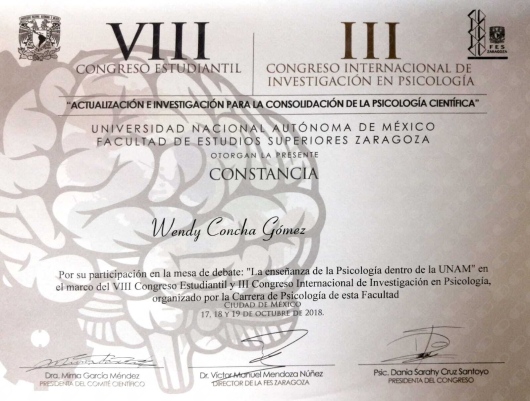 VIII
CONGRESO ESTUDIANTIL
III
CONGRESO INTERNACIONAL DE
INVESTIGACIÓN EN PSICOLOGÍA
FES
ZARAGOZA
"ACTUALIZACIÓN E INVESTIGACIÓN PARA LA CONSOLIDACIÓN DE LA PSICOLOGÍA CIENTÍFICA"
UNIVERSIDAD NACIONAL AUTÓNOMA DE MÉXICO
FACULTAD DE ESTUDIOS SUPERIORES ZARAGOZA
OTORGAN LA PRESENTE
CONSTANCIA
Wendy Concha Gómez
Por su participación en la mesa de debate: "La enseñanza de la Psicología dentro de la UNAM" en
el marco del VIII Congreso Estudiantil y III Congreso Internacional de Investigación en Psicología,
organizado por la Carrera de Psicología de esta Facultad
CIUDAD DE MÉXICO
17, 18 Y 19 DE OCTUBRE DE 2018.
Dra. Mirna García Méndez
PRESIDENTA DEL COMITÉ CIENTÍFICO
Dr. Víctor Manuel Mendoza Núñez
DIRECTOR DE LA FES ZARAGOZA
Psic. Dania Sarahy Cruz Santoyo
PRESIDENTA DEL CONGRESO